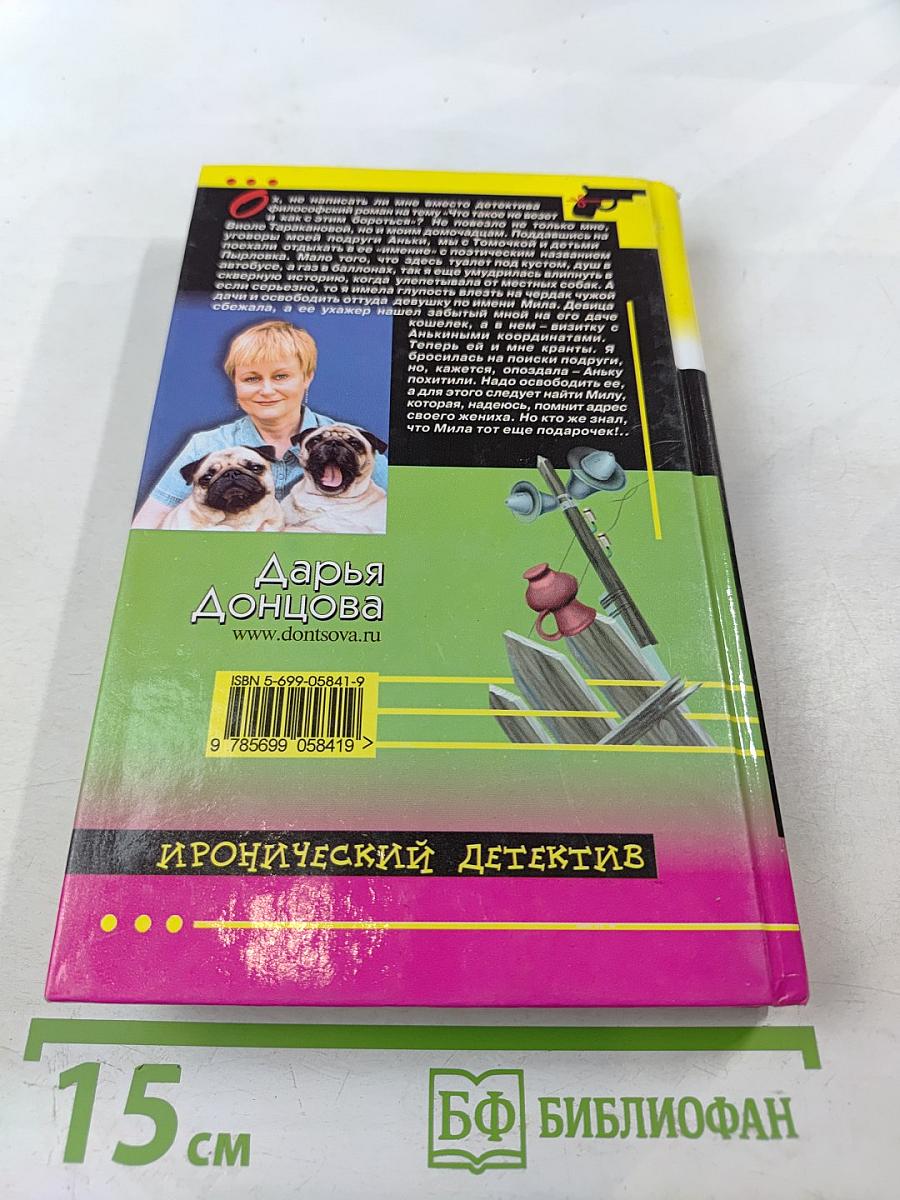 Ох, не написать ли мне вместо детектива
философский роман на тему «Что такое не везет
и как с этим бороться»? Не повезло не только мне,
Виоле Таракановой, но и моим домочадцам. Поддавшись на
уговоры моей подруги Аньки, мы с Томочкой и детьми
поехали отдыхать в ее «имение» с поэтическим названием
Пырловка. Мало того, что здесь туалет под кустом, душ в
автобусе, а газ в баллонах, так я еще умудрилась влипнуть в
скверную историю, когда улепетывала от местных собак. А
если серьезно, то я имела глупость влезть на чердак чужой
дачи и освободить оттуда девушку по имени Мила. Девица
сбежала, а ее ухажер нашел забытый мной на его даче
кошелек, а в нем – визитку с
Анькиными координатами.
Теперь ей и мне кранты. Я
бросилась на поиски подруги,
но, кажется, опоздала – Аньку
похитили. Надо освободить ее,
а для этого следует найти Милу,
которая, надеюсь, помнит адрес
своего жениха. Но кто же знал,
что Мила тот еще подарочек!..
Дарья
Донцова
www.dontsova.ru
ISBN 5-699-05841-9
9 785699 058419 >
ИРОНИЧЕСКИЙ ДЕТЕКТИВ
15 см
БФ БИБЛИОФАН